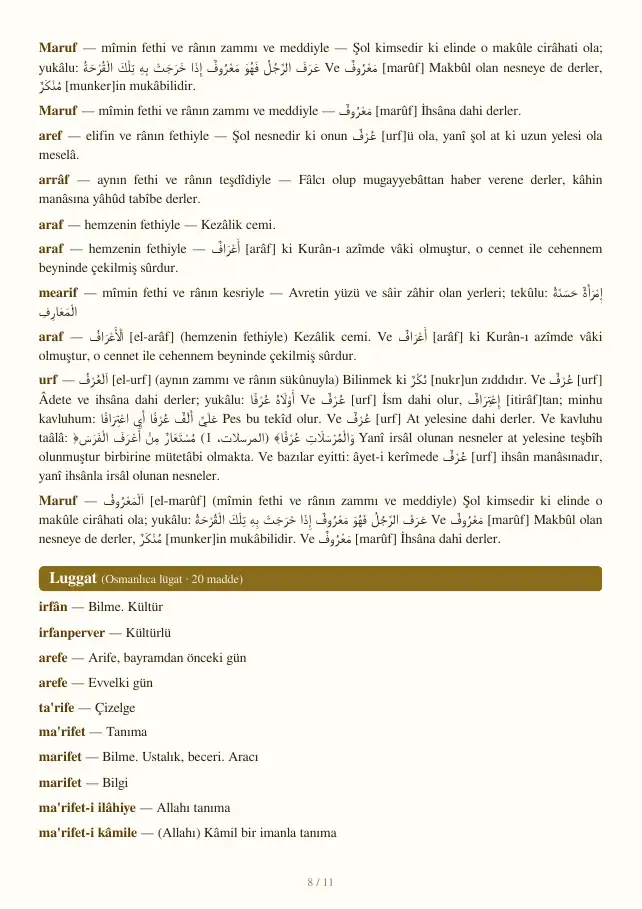 Maruf — mîmin fethi ve rânın zammı ve meddiyle — Şol kimsedir ki elinde o makûle cirâhati ola;
yukâlu: عَرَفَ الرَّجُلُ فَهُوَ مَعْرُوفٌ إِذَا خَرَجَتْ بِهِ تِلْكَ الْقُرْحَةُ Ve مَعْرُوفٌ [marûf] Makbûl olan nesneye de derler,
مُنْكَرٌ [munker]in mukâbilidir.
Maruf — mîmin fethi ve rânın zammı ve meddiyle — مَعْرُوفٌ [marûf] İhsâna dahi derler.
aref — elifin ve rânın fethiyle — Şol nesnedir ki onun عُرْفٌ [urf]ü ola, yanî şol at ki uzun yelesi ola
meselâ.
arrâf — aynın fethi ve rânın teşdîdiyle — Fâlcı olup mugayyebâttan haber verene derler, kâhin
manâsına yâhûd tabîbe derler.
araf — hemzenin fethiyle — Kezâlik cemi.
araf — hemzenin fethiyle — أَعْرَافٌ [arâf] ki Kurân-ı azîmde vâki olmuştur, o cennet ile cehennem
beyninde çekilmiş sûrdur.
mearif — mîmin fethi ve rânın kesriyle — Avretin yüzü ve sâir zâhir olan yerleri; tekûlu: إِمْرَأَةٌ حَسَنَةُ
الْمَعَارِفِ
araf — اَلْأَعْرَافُ [el-arâf] (hemzenin fethiyle) Kezâlik cemi. Ve أَعْرَافٌ [arâf] ki Kurân-ı azîmde vâki
olmuştur, o cennet ile cehennem beyninde çekilmiş sûrdur.
urf — اَلْعُرْفُ [el-urf] (aynın zammı ve rânın sükûnuyla) Bilinmek ki نُكْرٌ [nukr]un zıddıdır. Ve عُرْفٌ [urf]
Âdete ve ihsâna dahi derler; yukâlu: أَوْلَاهُ عُرْفًا Ve عُرْفٌ [urf] İsm dahi olur, إِعْتِرَافٌ [itirâf]tan; minhu
kavluhum: عَلَيَّ أَلْفٌ عُرْفًا أَيِ اعْتِرَافًا Pes bu tekîd olur. Ve عُرْفٌ [urf] At yelesine dahi derler. Ve kavluhu
taâlâ: ﴿وَالْمُرْسَلَاتِ عُرْفًا﴾ (المرسلات، 1) مُسْتَعَارٌ مِنْ أَعْرَفِ الْفَرَسِ Yanî irsâl olunan nesneler at yelesine teşbîh
olunmuştur birbirine mütetâbi olmakta. Ve bazılar eyitti: âyet-i kerîmede عُرْفٌ [urf] ihsân manâsınadır,
yanî ihsânla irsâl olunan nesneler.
Maruf — اَلْمَعْرُوفُ [el-marûf] (mîmin fethi ve rânın zammı ve meddiyle) Şol kimsedir ki elinde o
makûle cirâhati ola; yukâlu: عَرَفَ الرَّجُلُ فَهُوَ مَعْرُوفٌ إِذَا خَرَجَتْ بِهِ تِلْكَ الْقُرْحَةُ Ve مَعْرُوفٌ [marûf] Makbûl olan
nesneye de derler, مُنْكَرٌ [munker]in mukâbilidir. Ve مَعْرُوفٌ [marûf] İhsâna dahi derler.
Luggat (Osmanlıca lügat · 20 madde)
irfân — Bilme. Kültür
irfanperver — Kültürlü
arefe — Arife, bayramdan önceki gün
arefe — Evvelki gün
ta'rife — Çizelge
ma'rifet — Tanıma
marifet — Bilme. Ustalık, beceri. Aracı
marifet — Bilgi
ma'rifet-i ilâhiye — Allahı tanıma
ma'rifet-i kâmile — (Allahı) Kâmil bir imanla tanıma
8 / 11